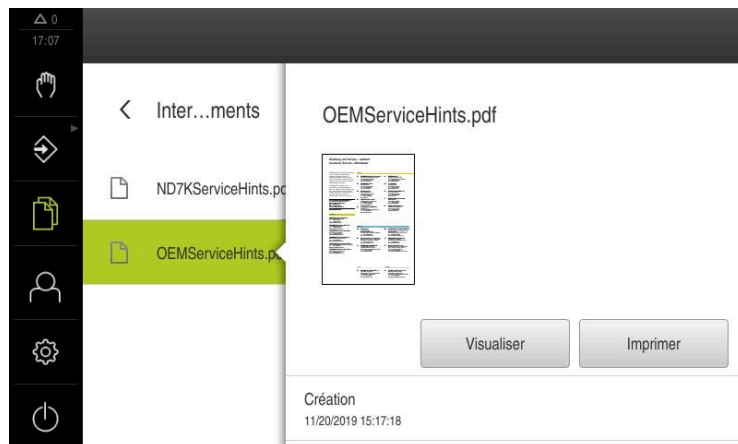 0
17:07
Inter…ments
ND7KServiceHints.pd
OEMServiceHints.p
OEMServiceHints.pdf
Visualiser
Imprimer
Création
11/20/2019 15:17:18